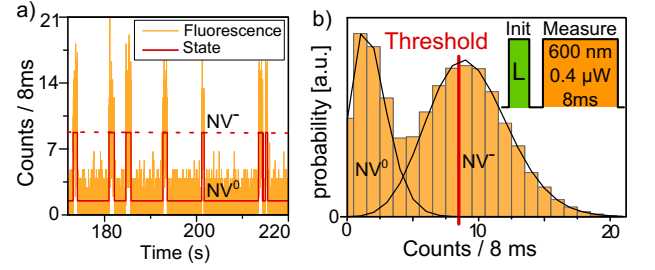 a)
Counts / 8ms
21
14
7
0
Fluorescence
State
NV⁻
NV⁰
180
200
220
Time (s)
b)
probability [a.u.]
Threshold
Init
Measure
L
600 nm
0.4 µW
8ms
NV⁰
NV⁻
0
10
20
Counts / 8 ms